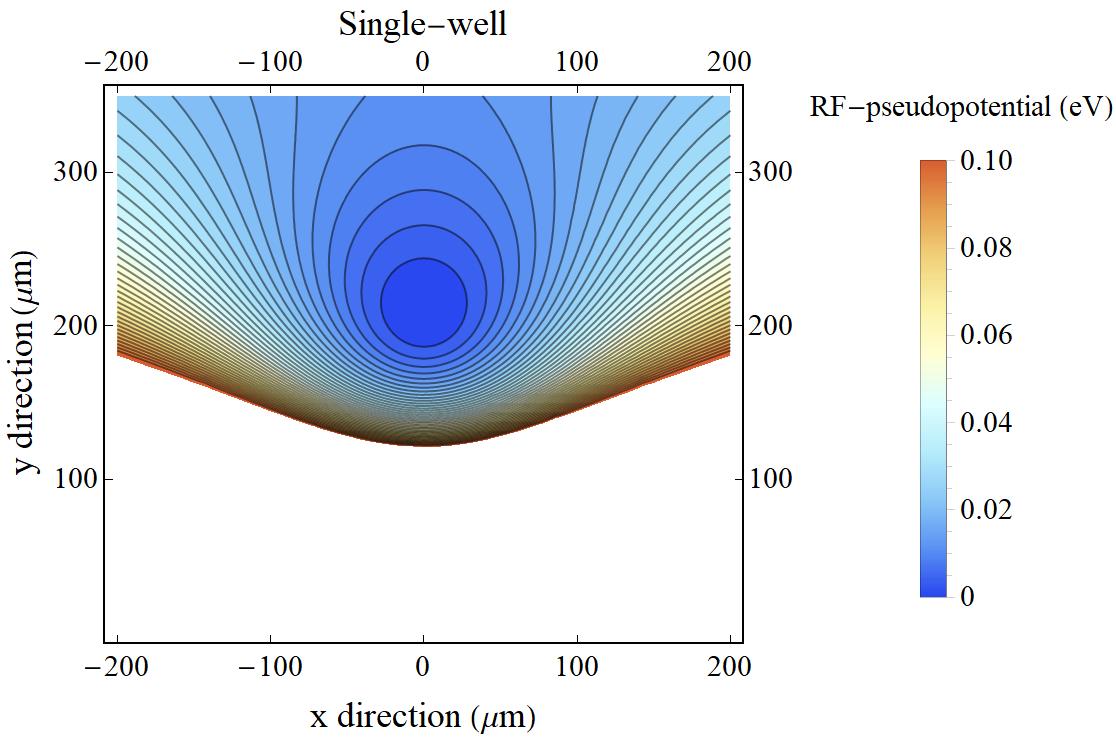 Single−well
−200 −100 0 100 200
RF−pseudopotential (eV)
300 300
200 200
100 100
y direction (μm)
−200 −100 0 100 200
x direction (μm)
0.10
0.08
0.06
0.04
0.02
0